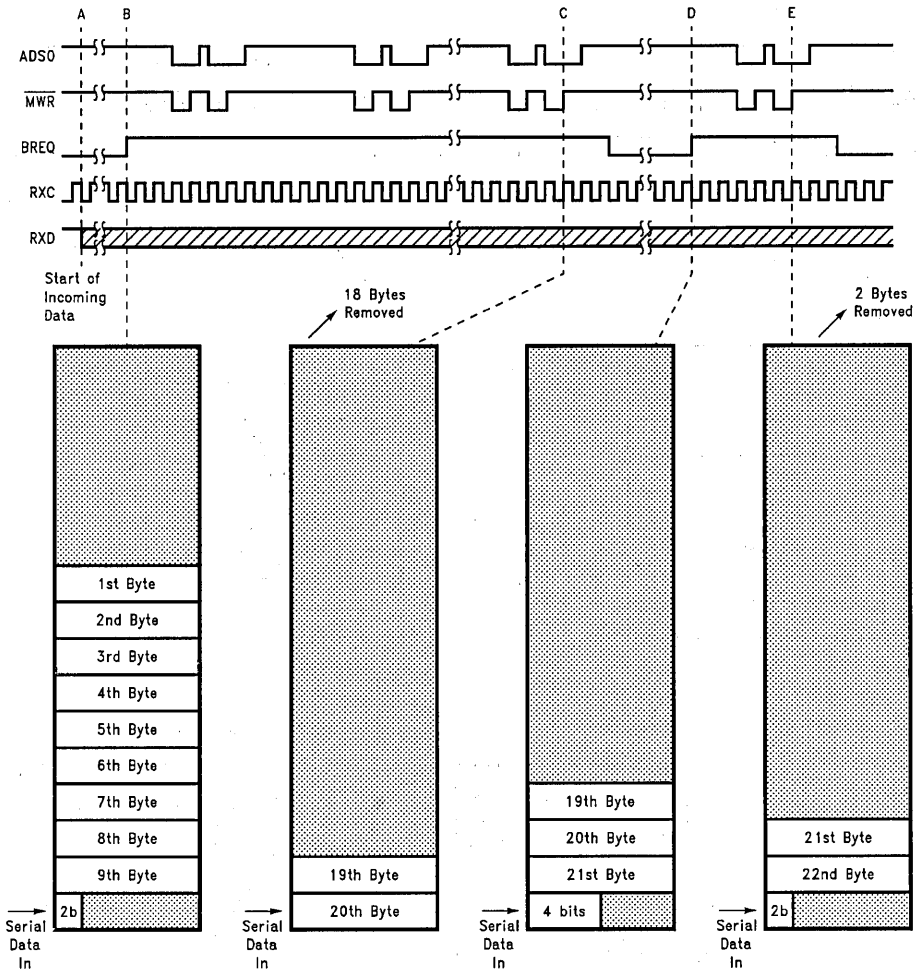 A B C D E
ADS0
MWR
BREQ
RXC
RXD
Start of
Incoming
Data
18 Bytes
Removed
2 Bytes
Removed
1st Byte
2nd Byte
3rd Byte
4th Byte
5th Byte
6th Byte
7th Byte
8th Byte
9th Byte
2b
Serial
Data
In
19th Byte
20th Byte
Serial
Data
In
19th Byte
20th Byte
21st Byte
4 bits
Serial
Data
In
21st Byte
22nd Byte
2b
Serial
Data
In